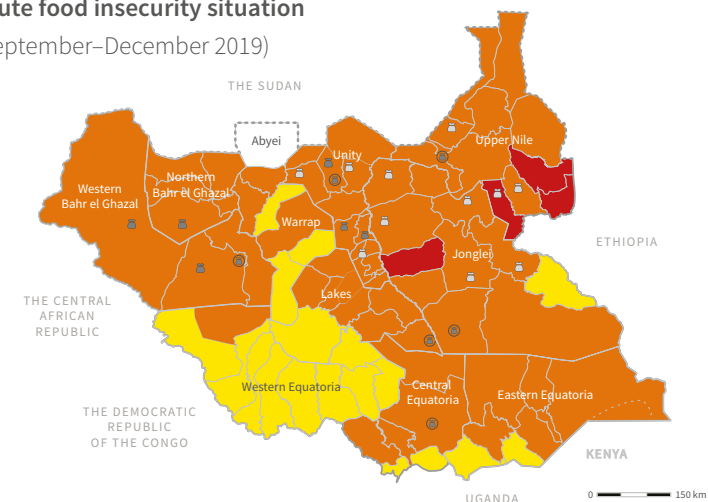 ute food insecurity situation
eptember–December 2019)
THE SUDAN
Abyei
Upper Nile
Unity
Northern
Bahr el Ghazal
Western
Bahr el Ghazal
Warrap
ETHIOPIA
Jonglei
Lakes
THE CENTRAL
AFRICAN
REPUBLIC
Western Equatoria
Central
Equatoria
Eastern Equatoria
THE DEMOCRATIC
REPUBLIC
OF THE CONGO
KENYA
UGANDA
0
150 km